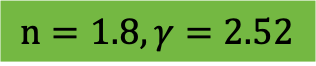 n = 1.8, γ = 2.52